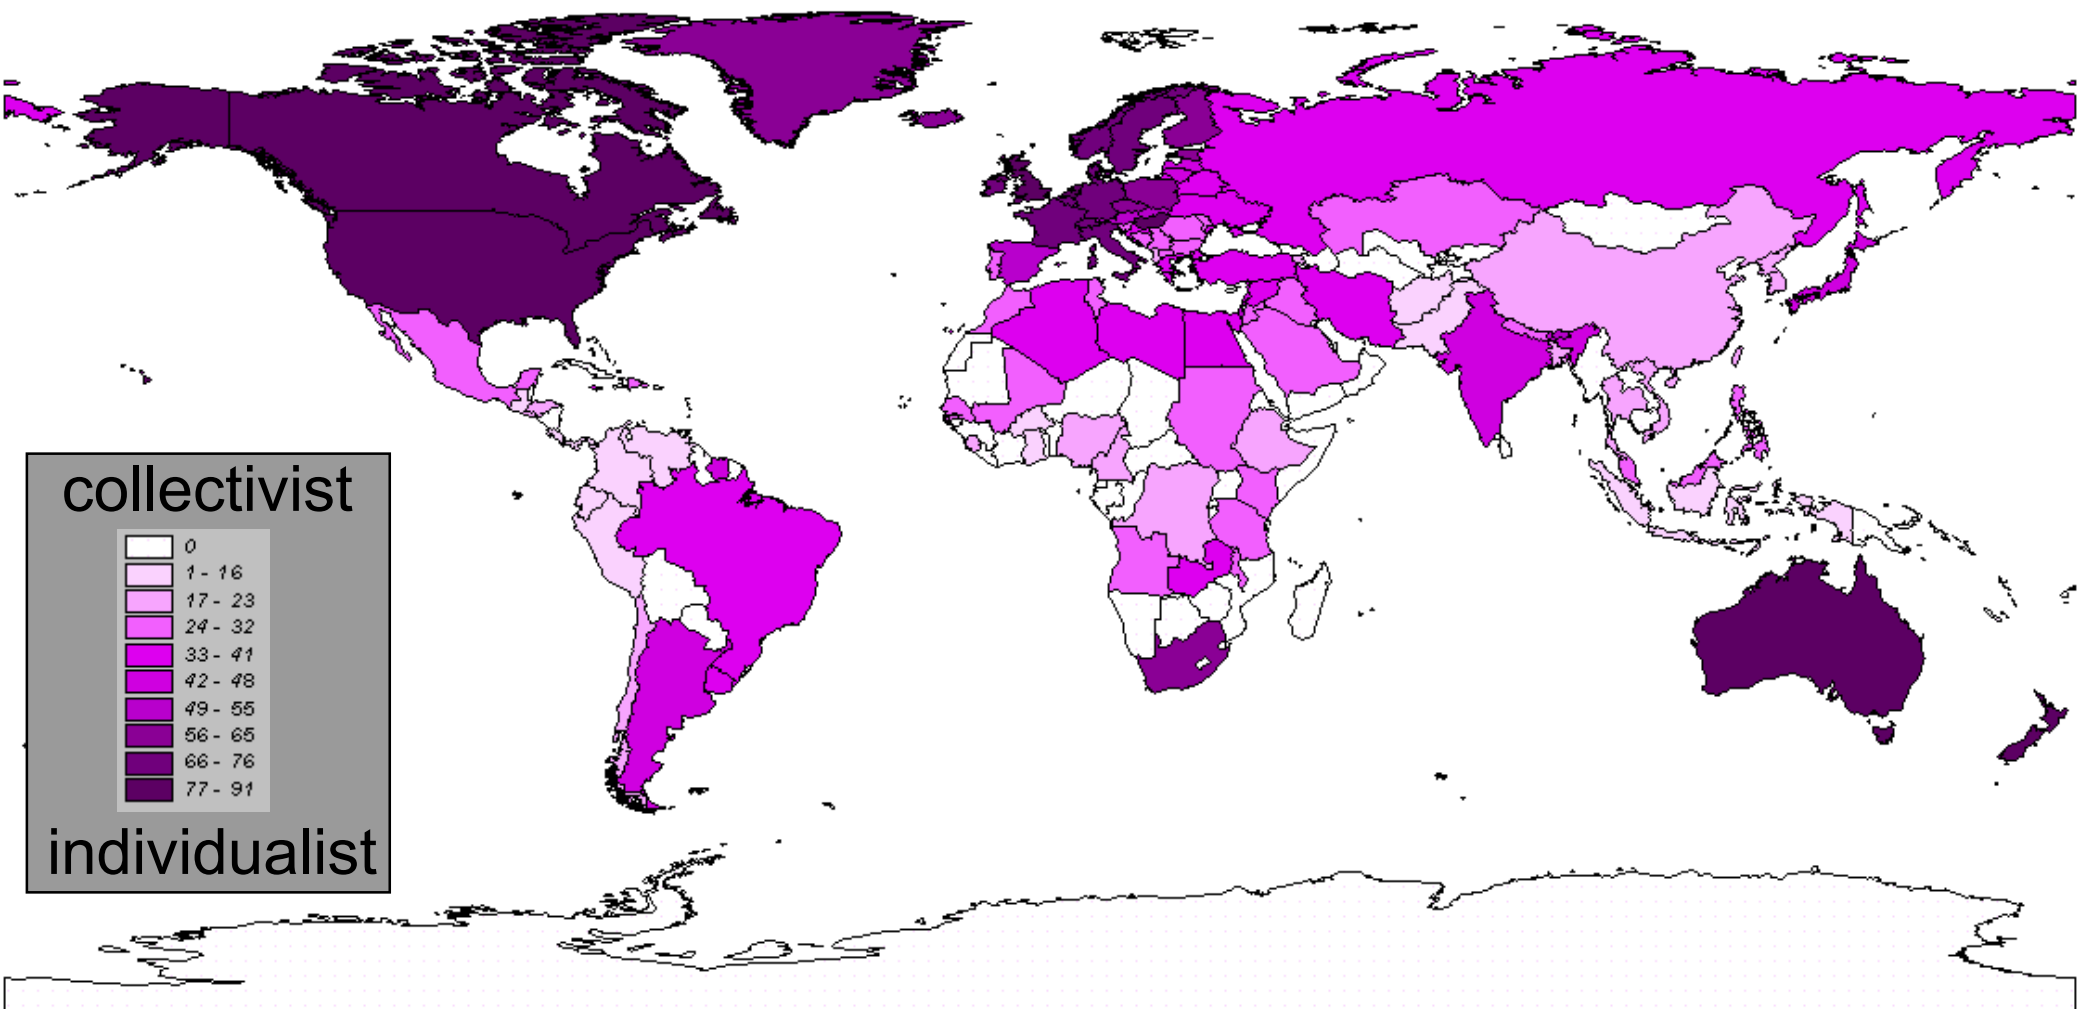 collectivist
0
1 - 16
17 - 23
24 - 32
33 - 41
42 - 48
49 - 55
56 - 65
66 - 76
77 - 91
individualist